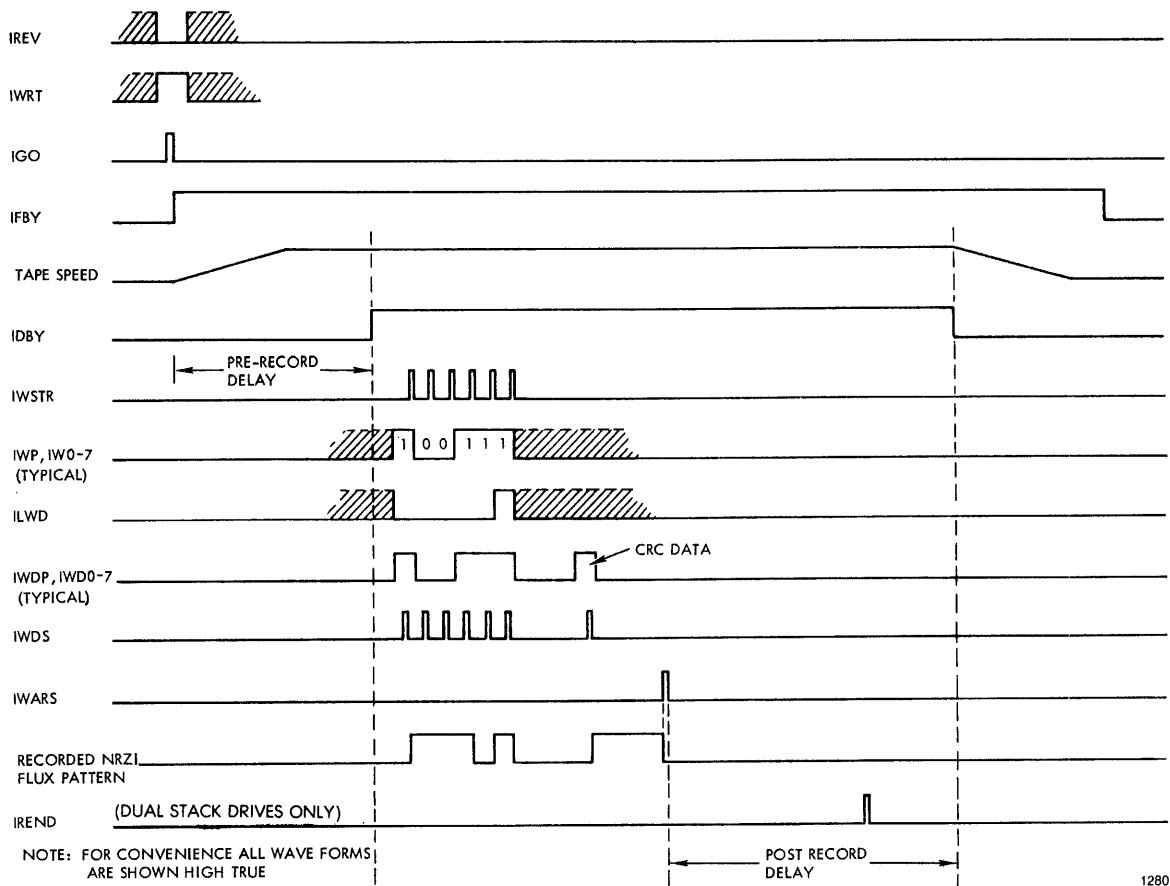 IREV
IWRT
IGO
IFBY
TAPE SPEED
IDBY
PRE-RECORD
DELAY
IWSTR
IWP, IW0-7
(TYPICAL)
1 0 0 1 1 1
ILWD
CRC DATA
IWDP, IWD0-7
(TYPICAL)
IWDS
IWARS
RECORDED NRZI
FLUX PATTERN
IREND
(DUAL STACK DRIVES ONLY)
NOTE: FOR CONVENIENCE ALL WAVE FORMS
ARE SHOWN HIGH TRUE
POST RECORD
DELAY
1280